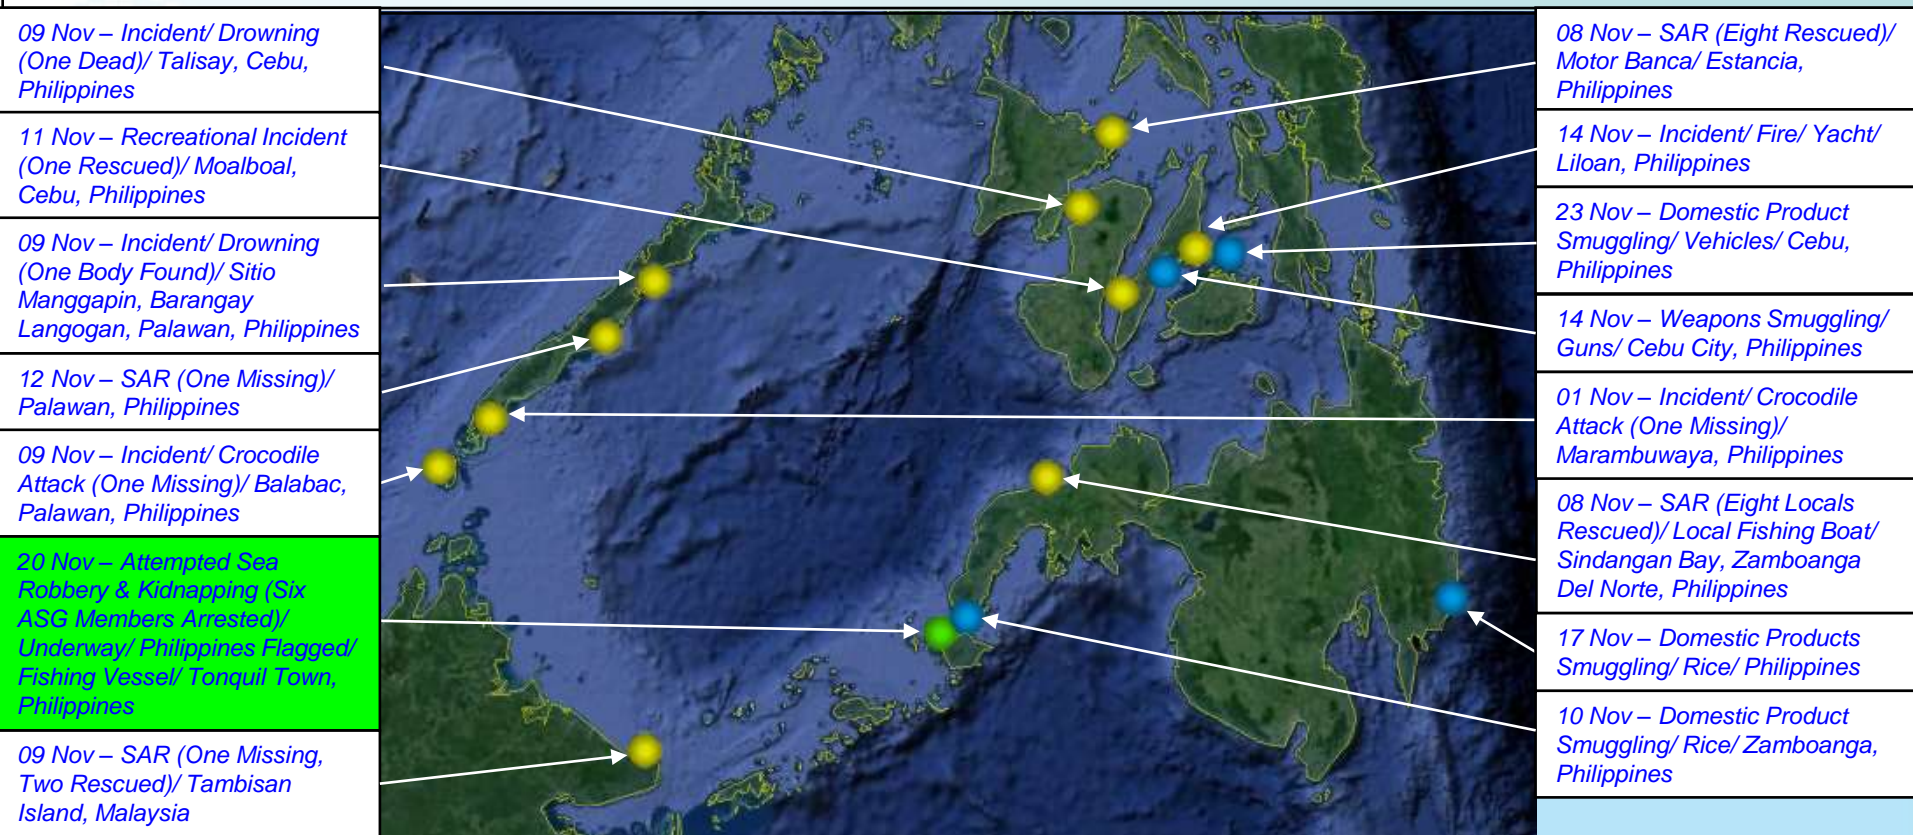 09 Nov – Incident/ Drowning
(One Dead)/ Talisay, Cebu,
Philippines
11 Nov – Recreational Incident
(One Rescued)/ Moalboal,
Cebu, Philippines
09 Nov – Incident/ Drowning
(One Body Found)/ Sitio
Manggapin, Barangay
Langogan, Palawan, Philippines
12 Nov – SAR (One Missing)/
Palawan, Philippines
09 Nov – Incident/ Crocodile
Attack (One Missing)/ Balabac,
Palawan, Philippines
20 Nov – Attempted Sea
Robbery & Kidnapping (Six
ASG Members Arrested)/
Underway/ Philippines Flagged/
Fishing Vessel/ Tonquil Town,
Philippines
09 Nov – SAR (One Missing,
Two Rescued)/ Tambisan
Island, Malaysia
08 Nov – SAR (Eight Rescued)/
Motor Banca/ Estancia,
Philippines
14 Nov – Incident/ Fire/ Yacht/
Liloan, Philippines
23 Nov – Domestic Product
Smuggling/ Vehicles/ Cebu,
Philippines
14 Nov – Weapons Smuggling/
Guns/ Cebu City, Philippines
01 Nov – Incident/ Crocodile
Attack (One Missing)/
Marambuwaya, Philippines
08 Nov – SAR (Eight Locals
Rescued)/ Local Fishing Boat/
Sindangan Bay, Zamboanga
Del Norte, Philippines
17 Nov – Domestic Products
Smuggling/ Rice/ Philippines
10 Nov – Domestic Product
Smuggling/ Rice/ Zamboanga,
Philippines